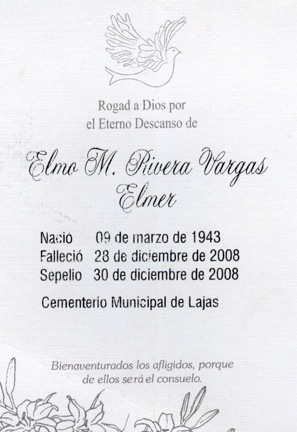 Rogad a Dios por
el Eterno Descanso de
Elmo M. Rivera Vargas
Elmer
Nació 09 de marzo de 1943
Falleció 28 de diciembre de 2008
Sepelio 30 de diciembre de 2008
Cementerio Municipal de Lajas
Bienaventurados los afligidos, porque
de ellos será el consuelo.